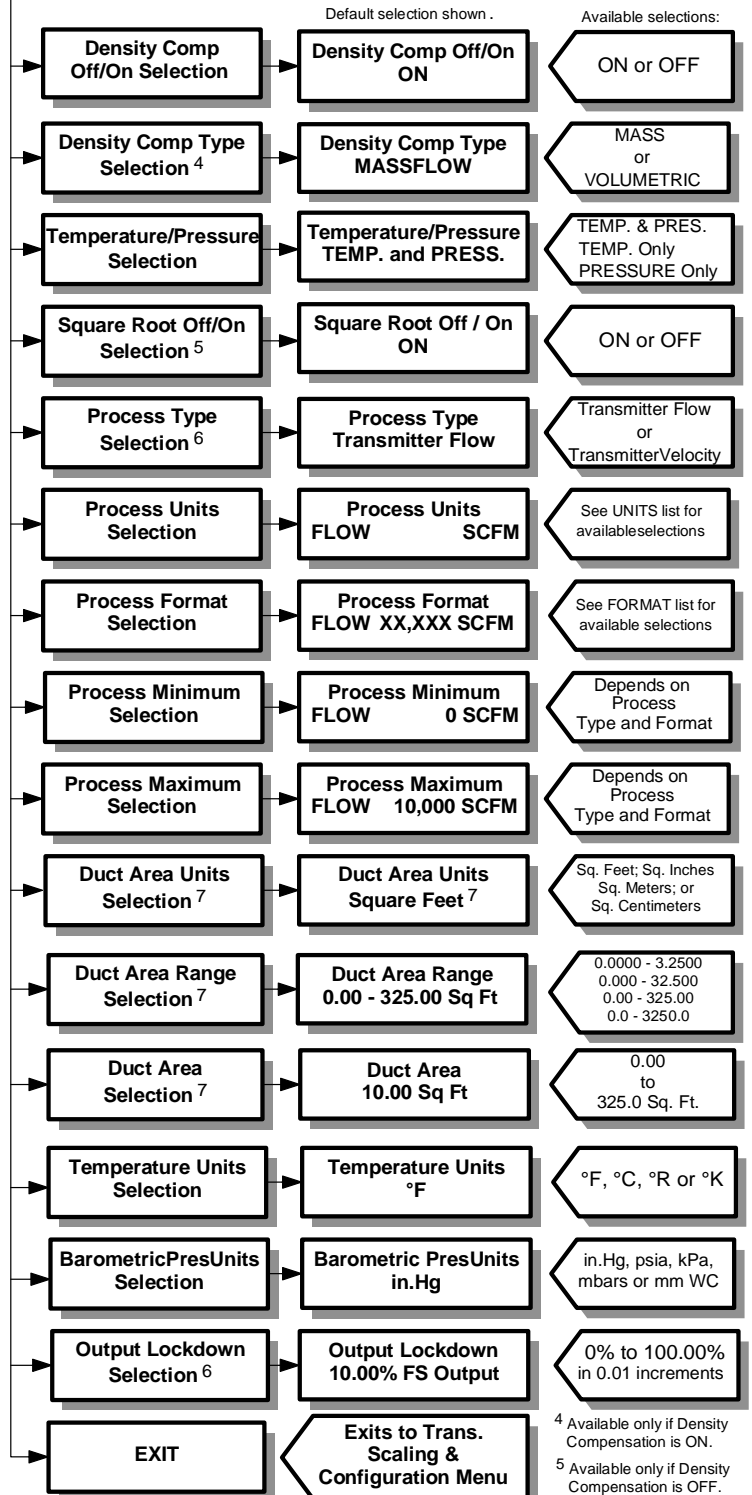 Default selection shown .
Available selections:
Density Comp
Off/On Selection
Density Comp Off/On
ON
ON or OFF
Density Comp Type
Selection 4
Density Comp Type
MASSFLOW
MASS
or
VOLUMETRIC
Temperature/Pressure
Selection
Temperature/Pressure
TEMP. and PRESS.
TEMP. & PRES.
TEMP. Only
PRESSURE Only
Square Root Off/On
Selection 5
Square Root Off / On
ON
ON or OFF
Process Type
Selection 6
Process Type
Transmitter Flow
Transmitter Flow
or
TransmitterVelocity
Process Units
Selection
Process Units
FLOW SCFM
See UNITS list for
availableselections
Process Format
Selection
Process Format
FLOW XX,XXX SCFM
See FORMAT list for
available selections
Process Minimum
Selection
Process Minimum
FLOW 0 SCFM
Depends on
Process
Type and Format
Process Maximum
Selection
Process Maximum
FLOW 10,000 SCFM
Depends on
Process
Type and Format
Duct Area Units
Selection 7
Duct Area Units
Square Feet 7
Sq. Feet; Sq. Inches
Sq. Meters; or
Sq. Centimeters
Duct Area Range
Selection 7
Duct Area Range
0.00 - 325.00 Sq Ft
0.0000 - 3.2500
0.000 - 32.500
0.00 - 325.00
0.0 - 3250.0
Duct Area
Selection 7
Duct Area
10.00 Sq Ft
0.00
to
325.0 Sq. Ft.
Temperature Units
Selection
Temperature Units
°F
°F, °C, °R or °K
BarometricPresUnits
Selection
Barometric PresUnits
in.Hg
in.Hg, psia, kPa,
mbars or mm WC
Output Lockdown
Selection 6
Output Lockdown
10.00% FS Output
0% to 100.00%
in 0.01 increments
EXIT
Exits to Trans.
Scaling &
Configuration Menu
4 Available only if Density
Compensation is ON.
5 Available only if Density
Compensation is OFF.